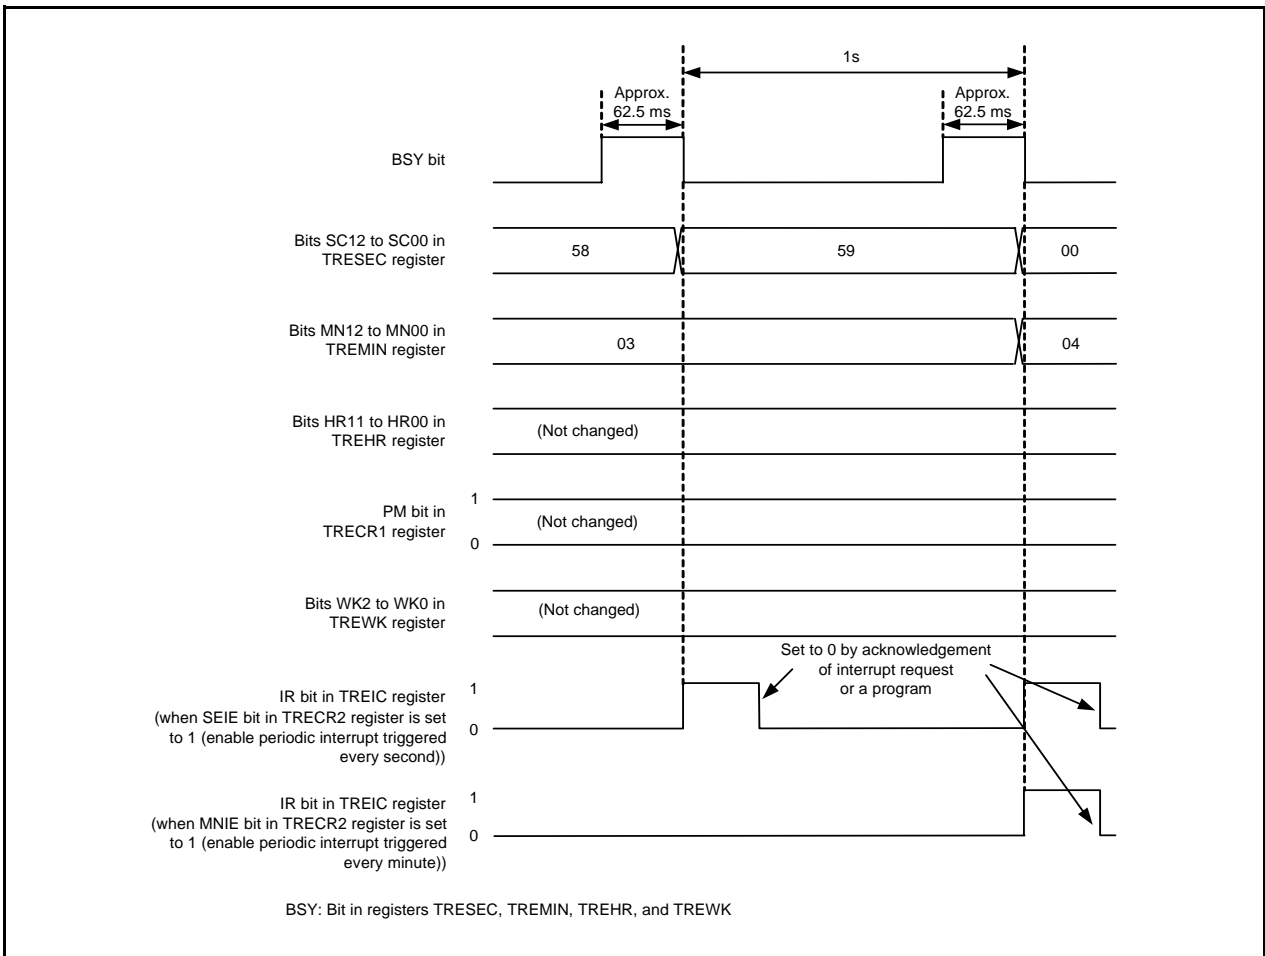 1s
Approx.
62.5 ms
Approx.
62.5 ms
BSY bit
Bits SC12 to SC00 in
TRESEC register
58
59
00
Bits MN12 to MN00 in
TREMIN register
03
04
Bits HR11 to HR00 in
TREHR register
(Not changed)
PM bit in
TRECR1 register
1
0
(Not changed)
Bits WK2 to WK0 in
TREWK register
(Not changed)
Set to 0 by acknowledgement
of interrupt request
or a program
IR bit in TREIC register
(when SEIE bit in TRECR2 register is set
to 1 (enable periodic interrupt triggered
every second))
1
0
IR bit in TREIC register
(when MNIE bit in TRECR2 register is set
to 1 (enable periodic interrupt triggered
every minute))
1
0
BSY: Bit in registers TRESEC, TREMIN, TREHR, and TREWK